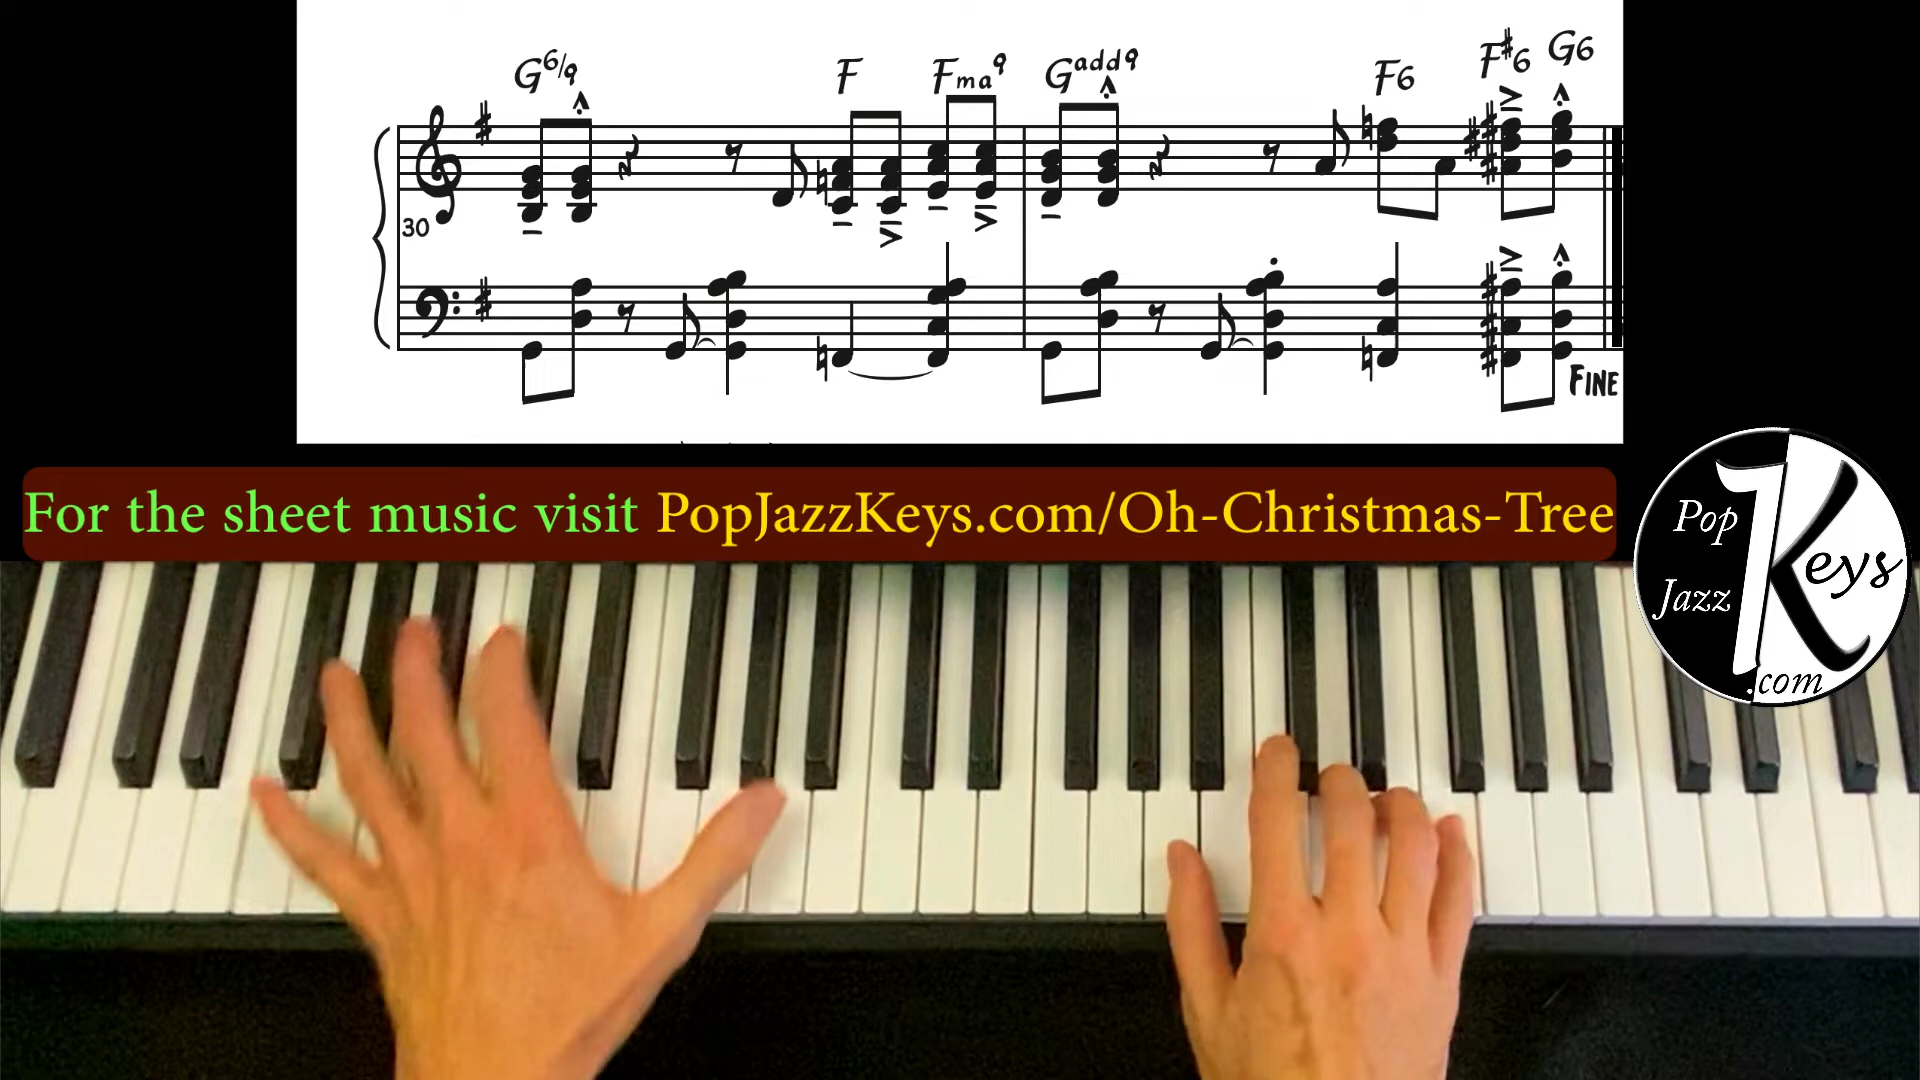 G6/9 F Fma9 Gadd9 F6 F#6 G6
30
FINE
For the sheet music visit PopJazzKeys.com/Oh-Christmas-Tree
Pop
Jazz
Keys
.com